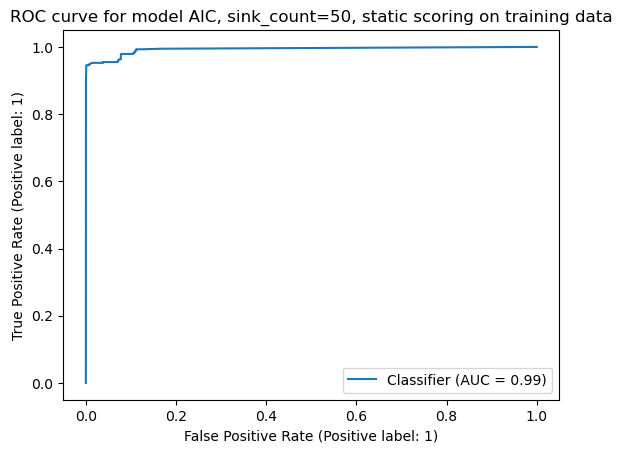 ROC curve for model AIC, sink_count=50, static scoring on training data
1.0
0.8
0.6
0.4
0.2
0.0
True Positive Rate (Positive label: 1)
Classifier (AUC = 0.99)
0.0 0.2 0.4 0.6 0.8 1.0
False Positive Rate (Positive label: 1)